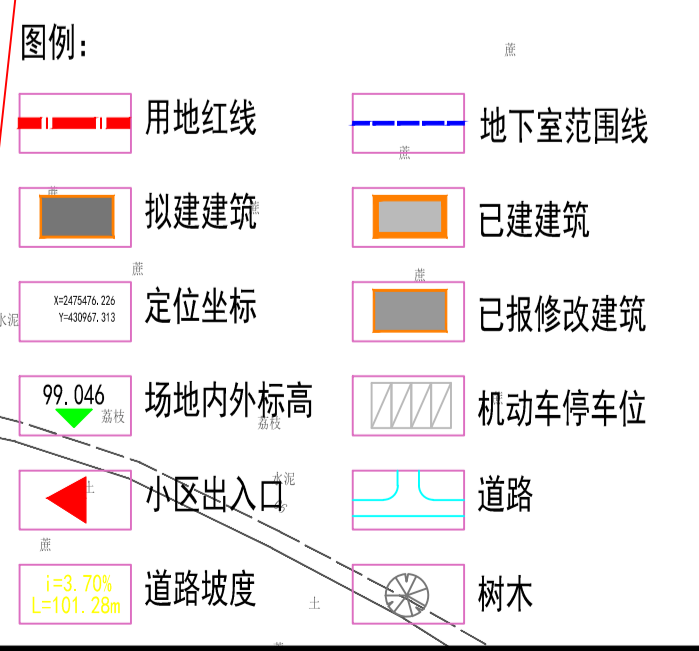 图例：
蔗
用地红线
地下室范围线
蔗
蔗
拟建建筑
蔗
已建建筑
蔗
蔗
X=2475476.226
Y=430967.313
定位坐标
已报修改建筑
水泥
99.046
场地内外标高
荔枝
荔枝
蔗
机动车停车位
土
小区出入口
水泥
道路
蔗
i=3.70%
L=101.28m
道路坡度
土
树木